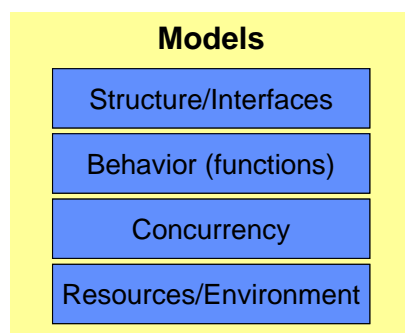 Models
Structure/Interfaces
Behavior (functions)
Concurrency
Resources/Environment